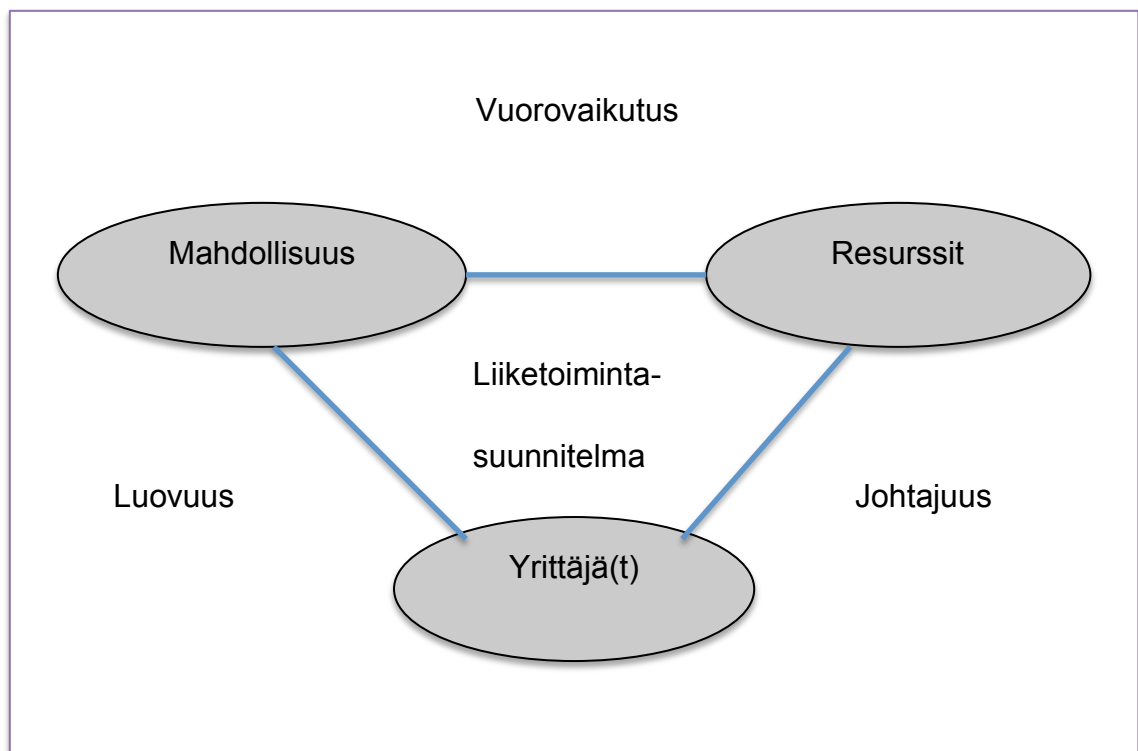 Vuorovaikutus
Mahdollisuus
Resurssit
Liiketoiminta-
suunnitelma
Luovuus
Johtajuus
Yrittäjä(t)